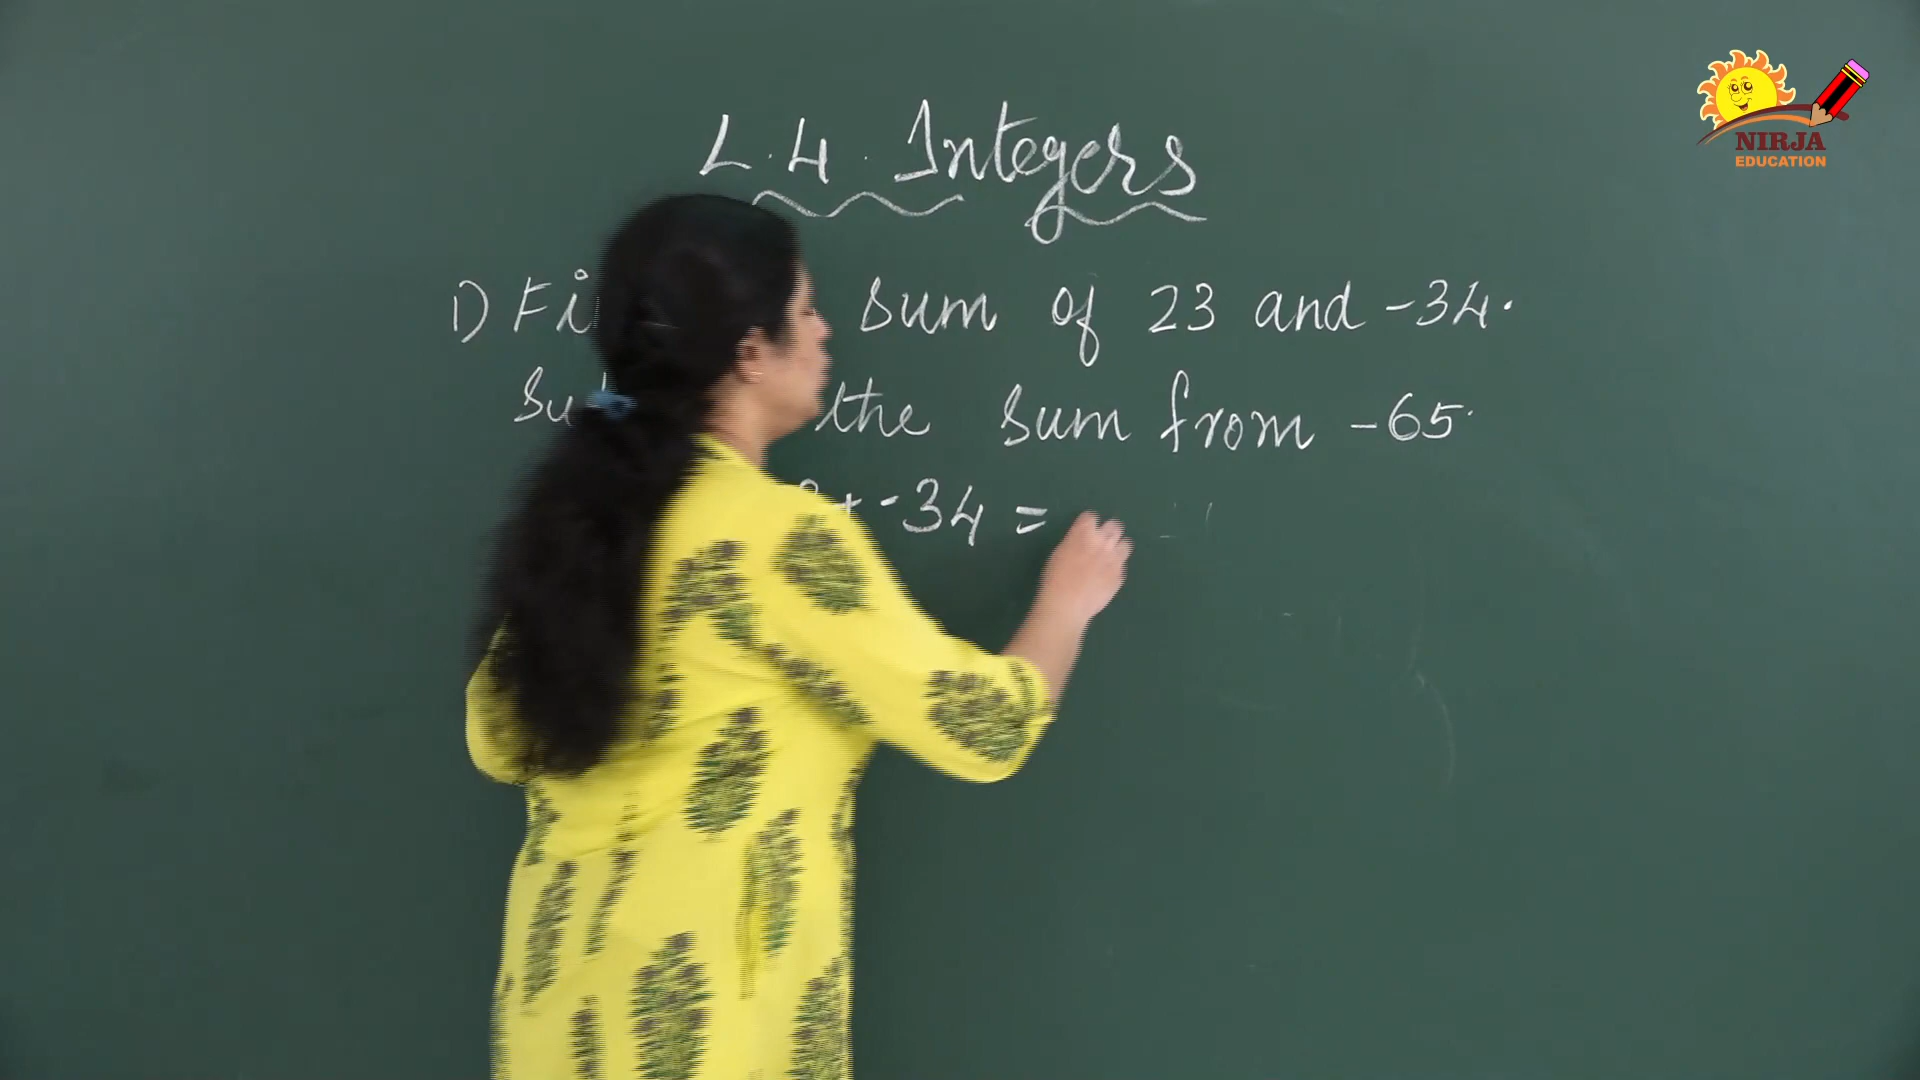 L.4. Integers
1) Fi sum of 23 and -34.
Su the sum from -65.
+ -34 =
NIRJA
EDUCATION